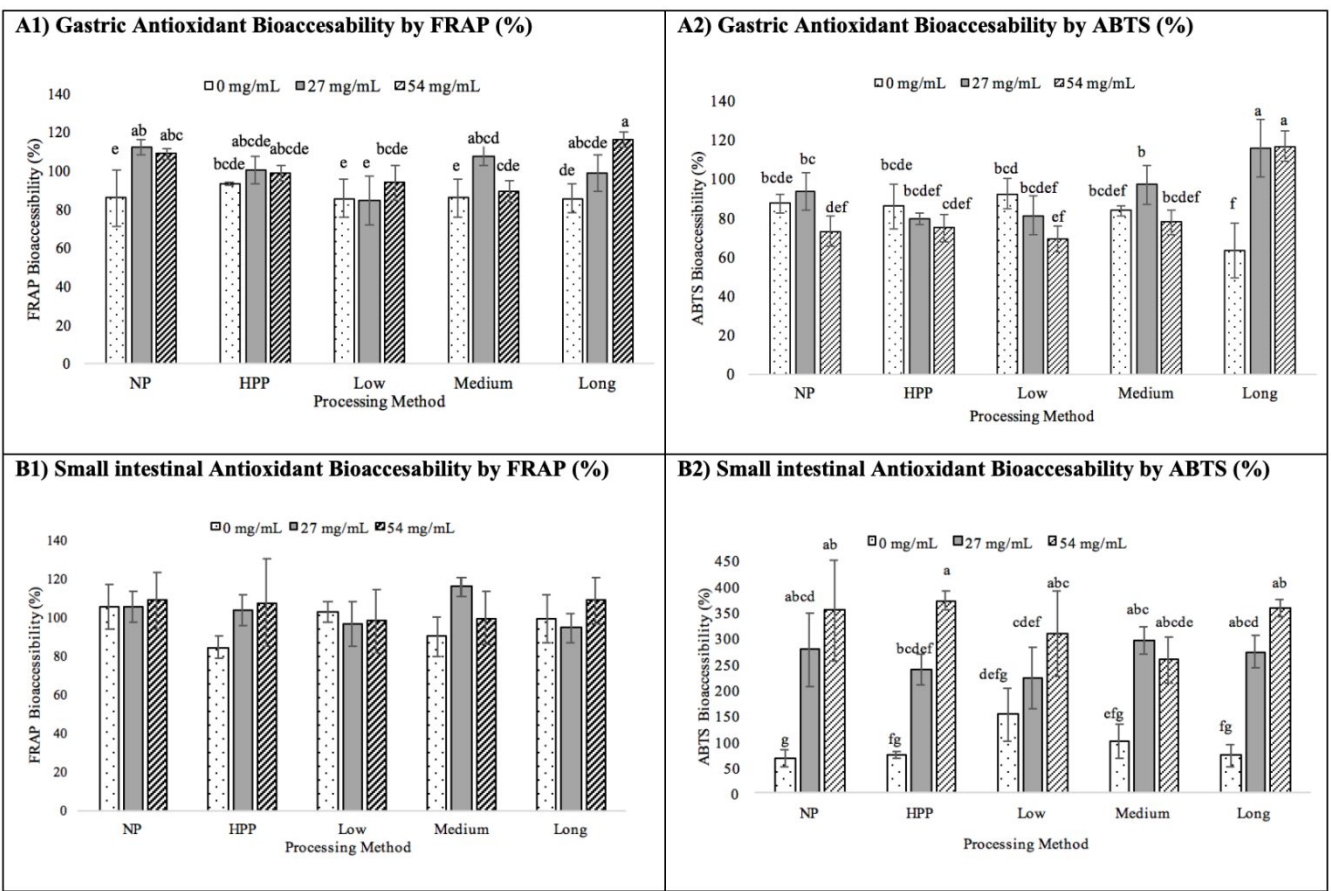 A1) Gastric Antioxidant Bioaccesability by FRAP (%)
0 mg/mL 27 mg/mL 54 mg/mL
FRAP Bioaccessibility (%)
140
120
100
80
60
40
20
0
e ab abc
bcde abcde abcde
e e bcde
e abcd cde
de abcde a
NP HPP Low Medium Long
Processing Method
A2) Gastric Antioxidant Bioaccesability by ABTS (%)
0 mg/mL 27 mg/mL 54 mg/mL
ABTS Bioaccessibility (%)
140
120
100
80
60
40
20
0
bcde bc def
bcde bcdef cdef
bcd bcdef ef
bcdef b bcdef
f a a
NP HPP Low Medium Long
Processing Method
B1) Small intestinal Antioxidant Bioaccesability by FRAP (%)
0 mg/mL 27 mg/mL 54 mg/mL
FRAP Bioaccessibility (%)
140
120
100
80
60
40
20
0
NP HPP Low Medium Long
Processing Method
B2) Small intestinal Antioxidant Bioaccesability by ABTS (%)
0 mg/mL 27 mg/mL 54 mg/mL
ABTS Bioaccessibility (%)
450
400
350
300
250
200
150
100
50
0
g abcd ab
fg bcdef a
defg cdef abc
efg abc abcde
fg abcd ab
NP HPP Low Medium Long
Processing Method